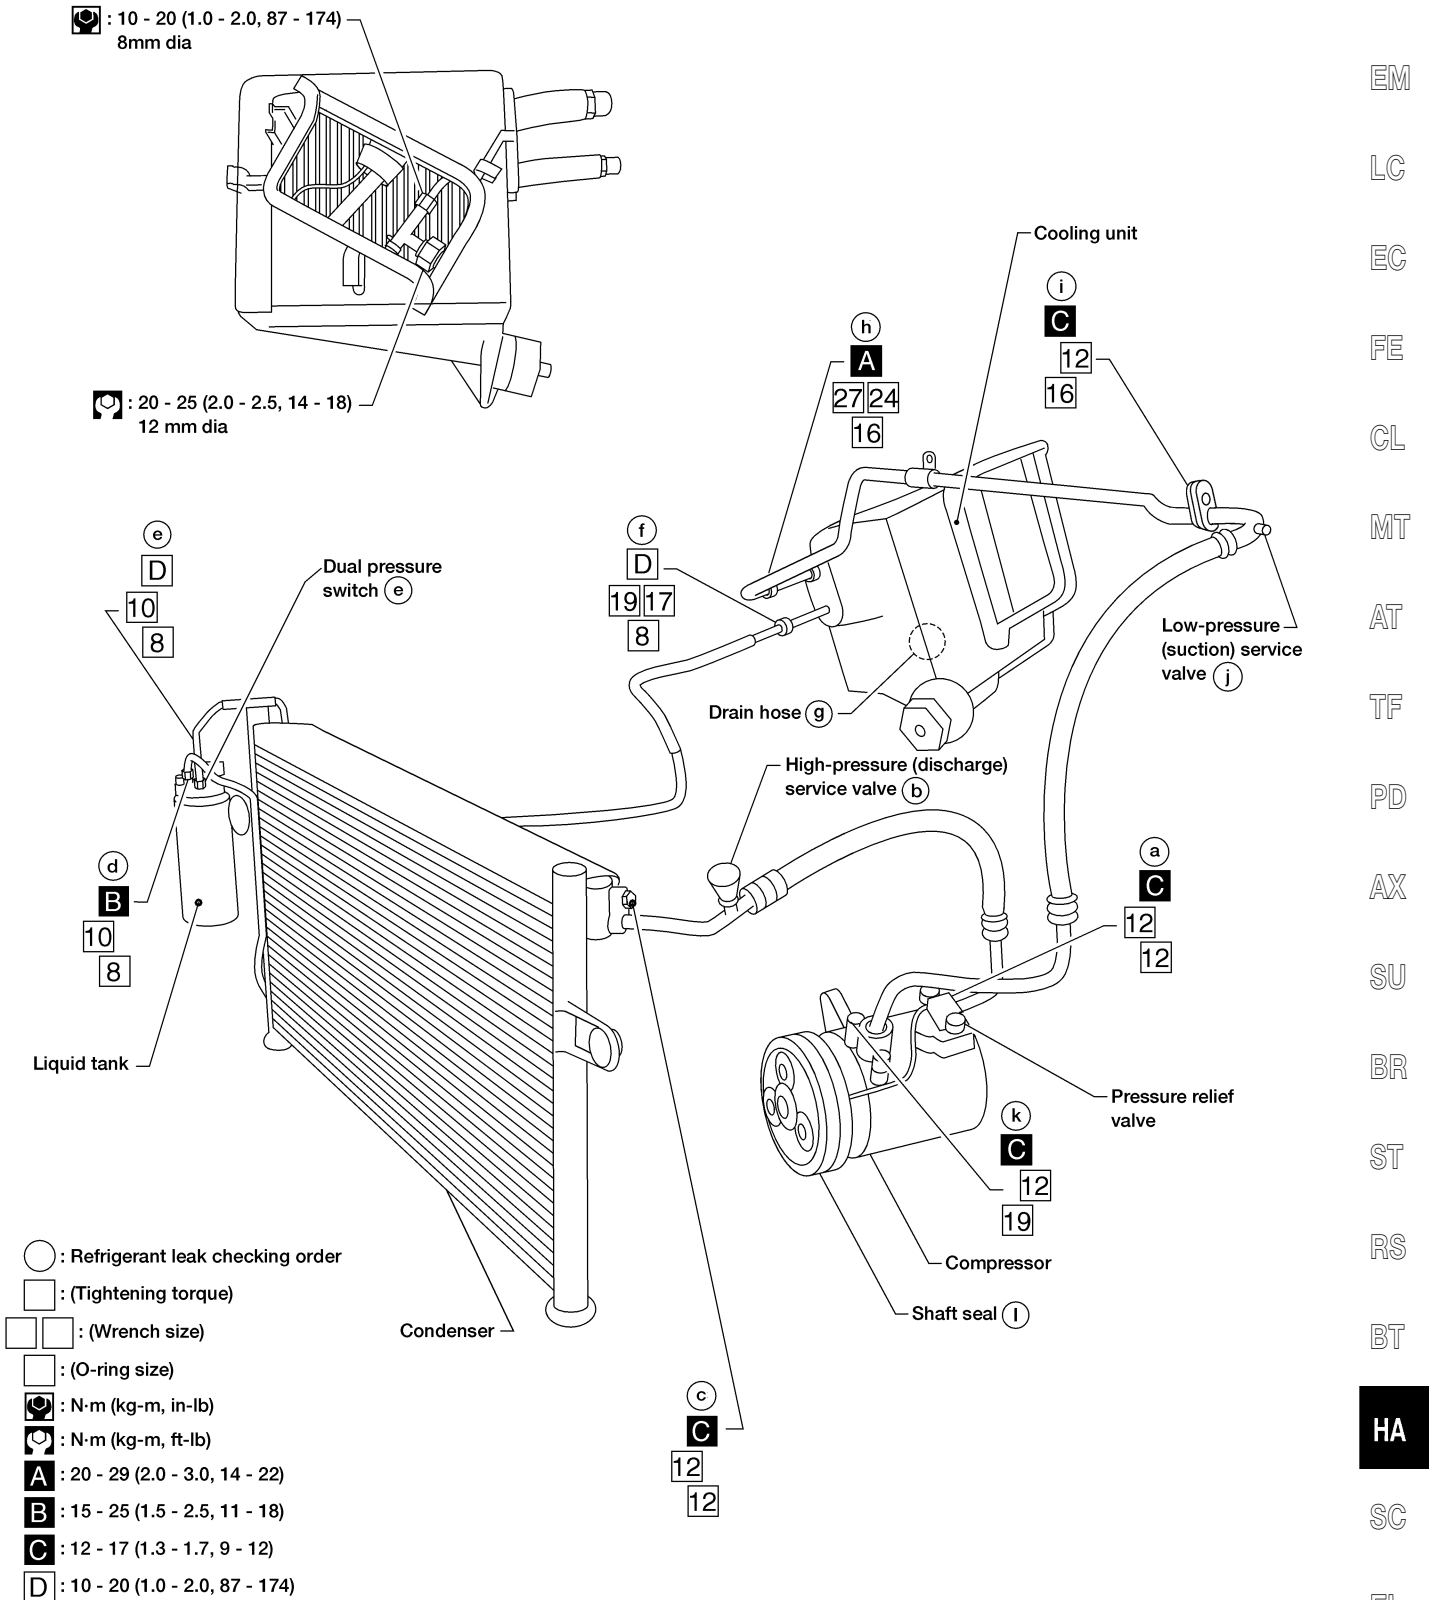 : 10 - 20 (1.0 - 2.0, 87 - 174)
8mm dia
: 20 - 25 (2.0 - 2.5, 14 - 18)
12 mm dia
Cooling unit
i
C
12
16
h
A
27 24
16
f
D
19 17
8
e
D
10
8
Dual pressure
switch e
Low-pressure
(suction) service
valve j
Drain hose g
High-pressure (discharge)
service valve b
d
B
10
8
a
C
12
12
Liquid tank
Pressure relief
valve
k
C
12
19
Compressor
Shaft seal l
Condenser
c
C
12
12
: Refrigerant leak checking order
: (Tightening torque)
: (Wrench size)
: (O-ring size)
: N·m (kg-m, in-lb)
: N·m (kg-m, ft-lb)
A : 20 - 29 (2.0 - 3.0, 14 - 22)
B : 15 - 25 (1.5 - 2.5, 11 - 18)
C : 12 - 17 (1.3 - 1.7, 9 - 12)
D : 10 - 20 (1.0 - 2.0, 87 - 174)
EM
LC
EC
FE
CL
MT
AT
TF
PD
AX
SU
BR
ST
RS
BT
HA
SC